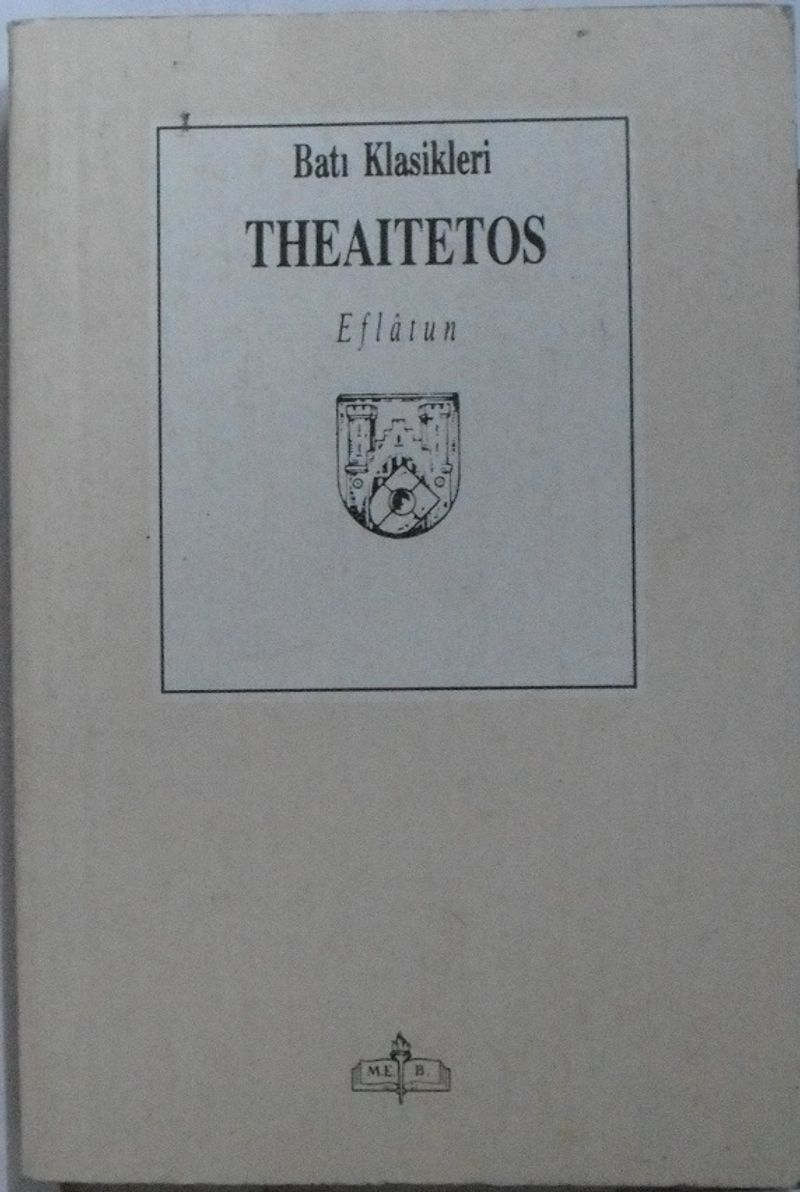 Batı Klasikleri
THEAITETOS
Eflâtun
M.E. B.